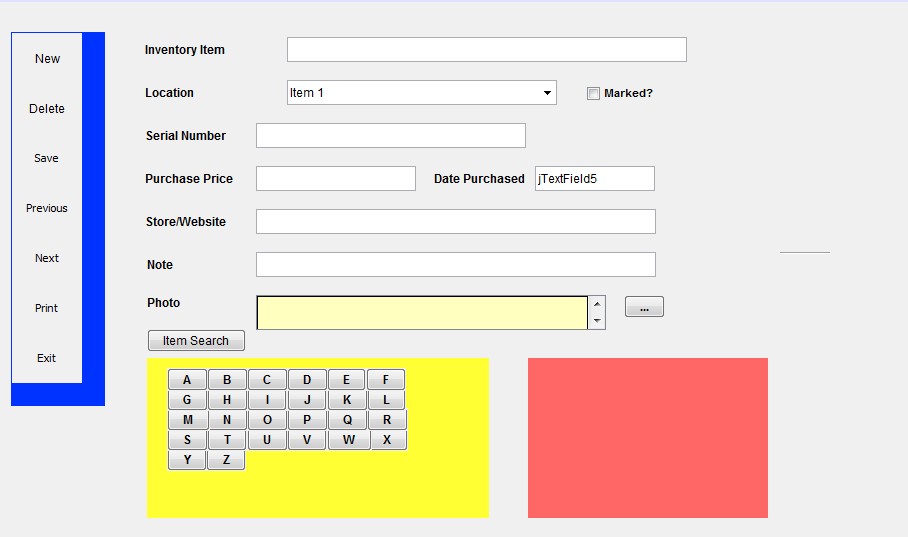 New
Delete
Save
Previous
Next
Print
Exit
Inventory Item
Location Item 1 Marked?
Serial Number
Purchase Price Date Purchased jTextField5
Store/Website
Note
Photo ...
Item Search
A B C D E F
G H I J K L
M N O P Q R
S T U V W X
Y Z